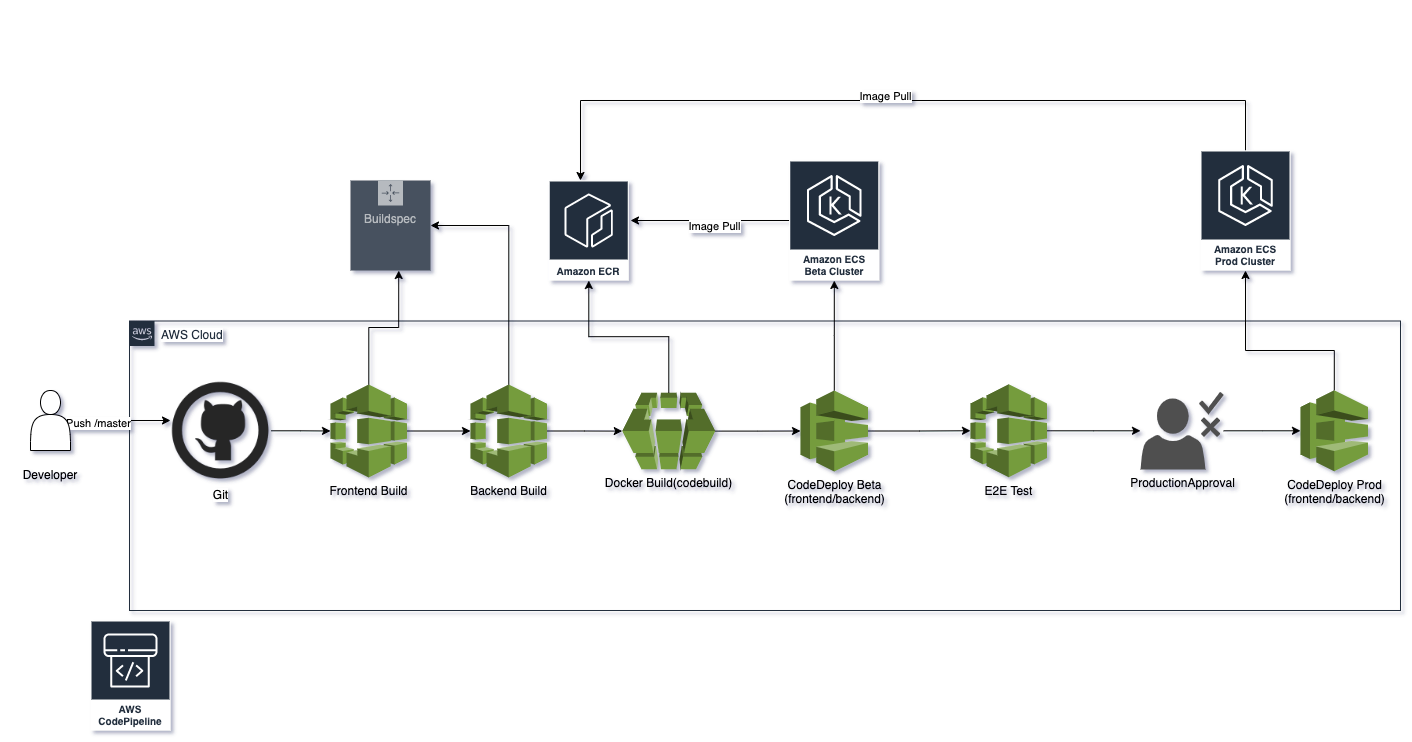 Image Pull
Buildspec
Amazon ECR
Image Pull
Amazon ECS
Beta Cluster
Amazon ECS
Prod Cluster
aws
AWS Cloud
Push /master
Developer
Git
Frontend Build
Backend Build
Docker Build(codebuild)
CodeDeploy Beta
(frontend/backend)
E2E Test
ProductionApproval
CodeDeploy Prod
(frontend/backend)
K
K
</>
AWS
CodePipeline